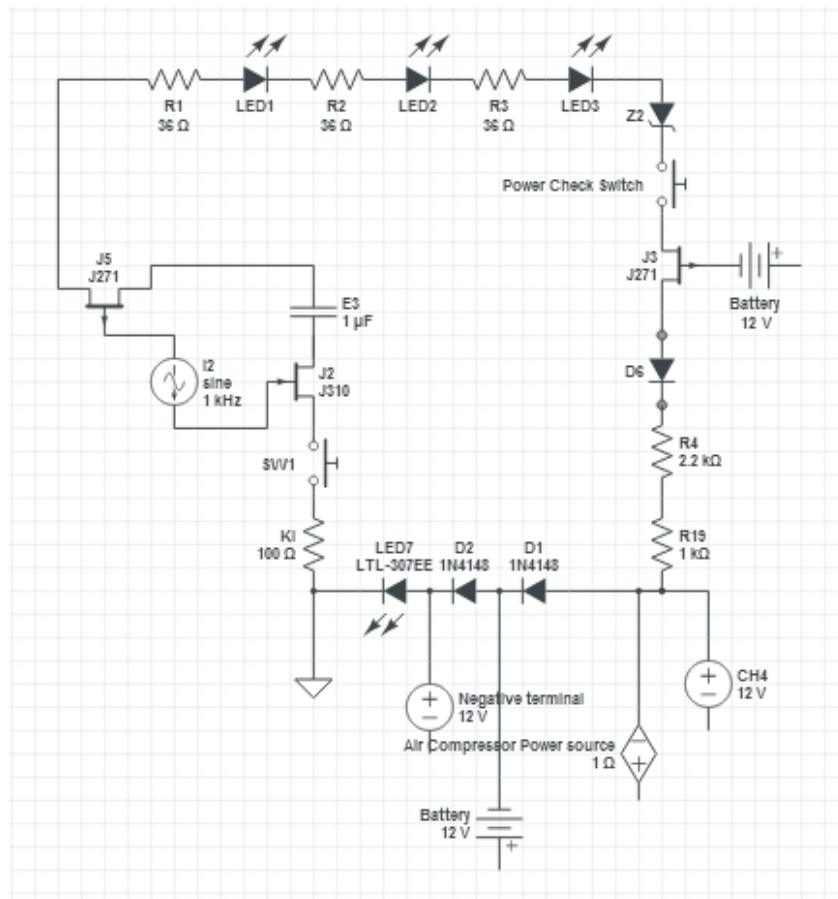 R1
36 Ω
LED1
R2
36 Ω
LED2
R3
36 Ω
LED3
Z2
Power Check Switch
J5
J271
J3
J271
+
Battery
12 V
E3
1 µF
I2
sine
1 kHz
J2
J310
D6
SW1
R4
2.2 kΩ
KI
100 Ω
LED7
LTL-307EE
D2
1N4148
D1
1N4148
R19
1 kΩ
+
−
CH4
12 V
+
−
Negative terminal
12 V
Air Compressor Power source
1 Ω
−
+
Battery
12 V
+